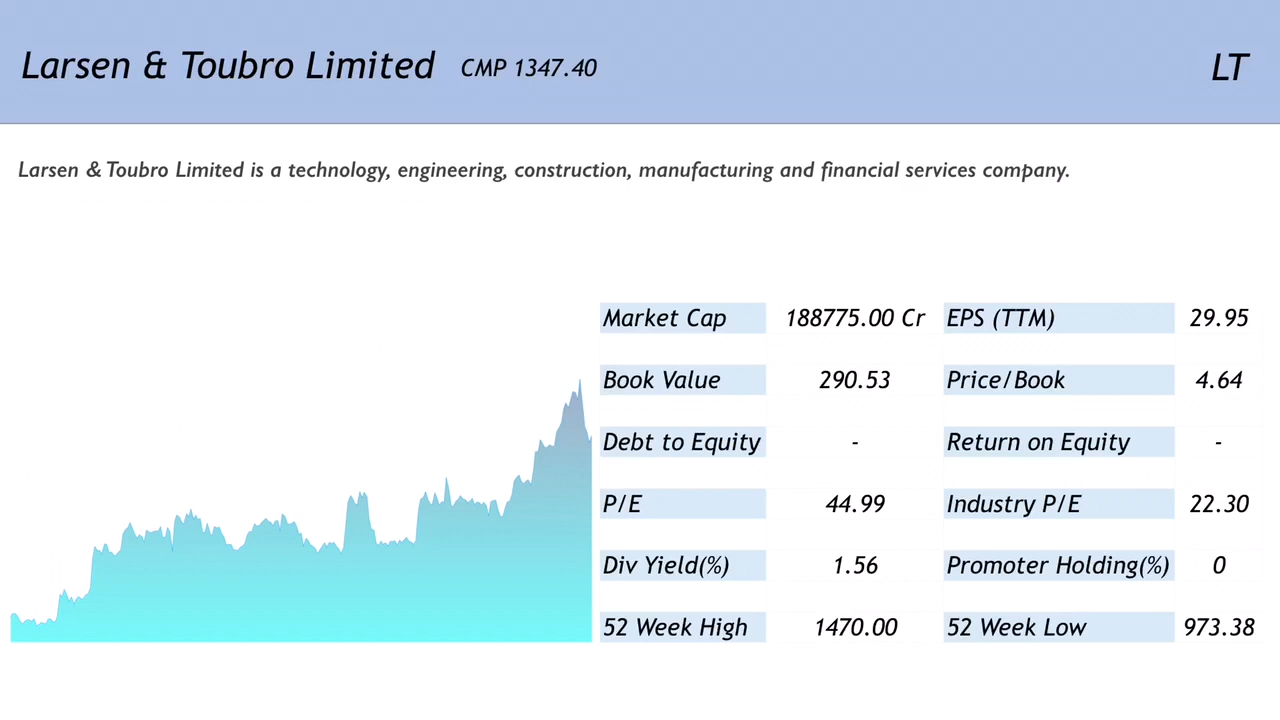 Larsen & Toubro Limited CMP 1347.40 LT
Larsen & Toubro Limited is a technology, engineering, construction, manufacturing and financial services company.
Market Cap 188775.00 Cr EPS (TTM) 29.95
Book Value 290.53 Price/Book 4.64
Debt to Equity - Return on Equity -
P/E 44.99 Industry P/E 22.30
Div Yield(%) 1.56 Promoter Holding(%) 0
52 Week High 1470.00 52 Week Low 973.38